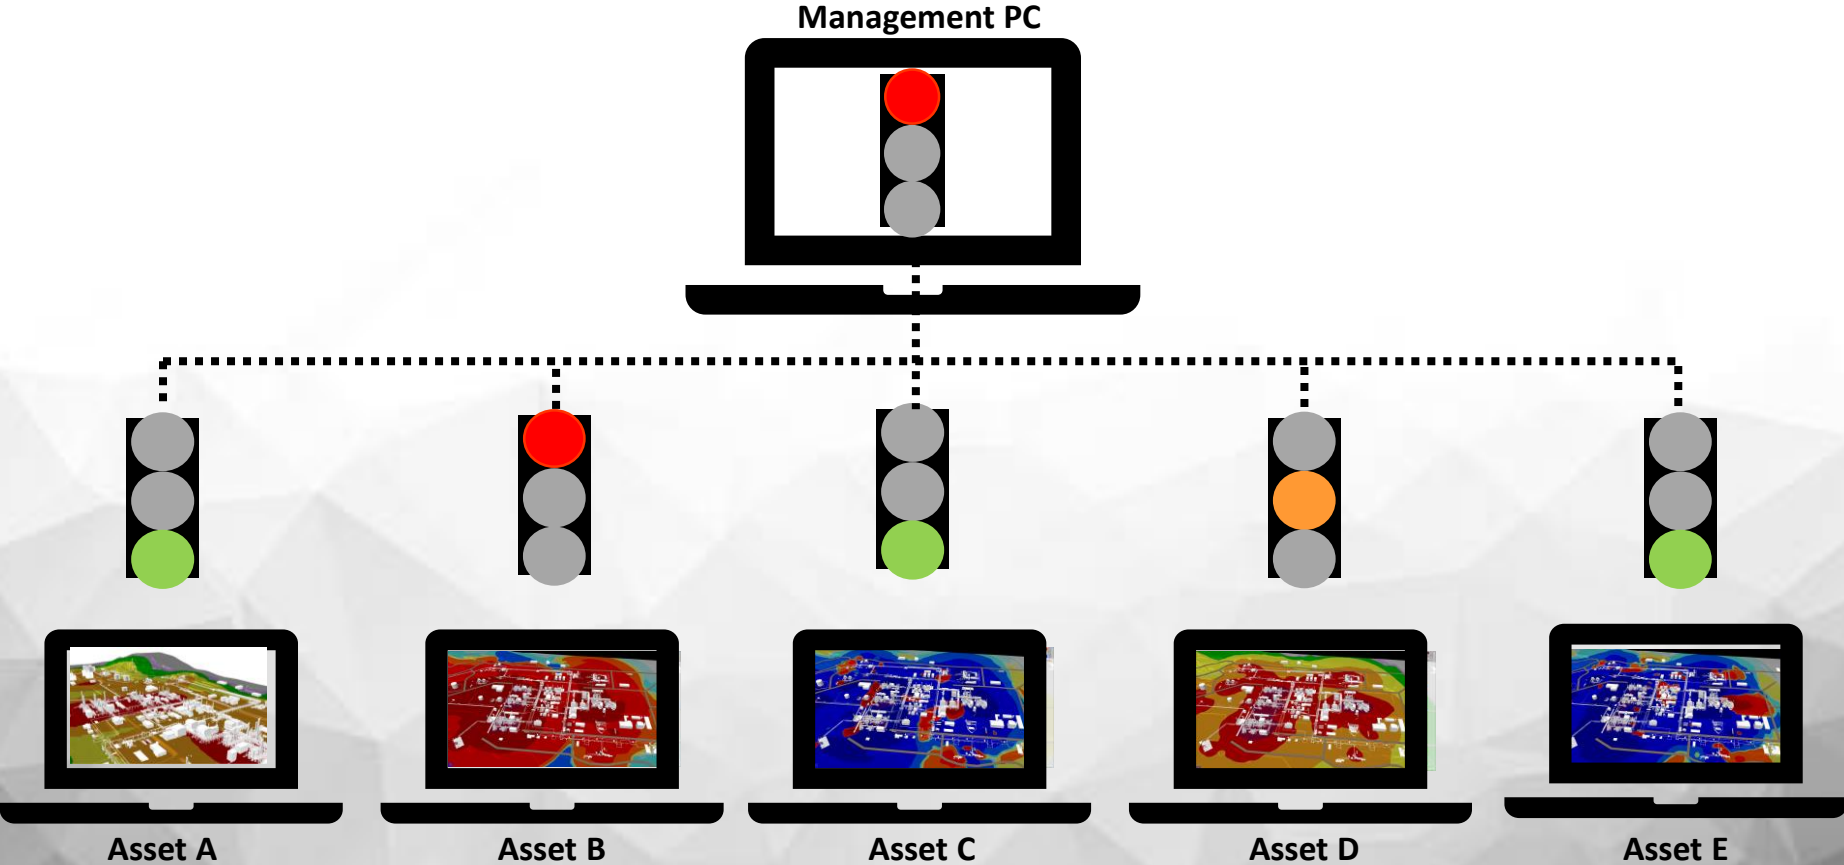 Management PC
Asset A
Asset B
Asset C
Asset D
Asset E